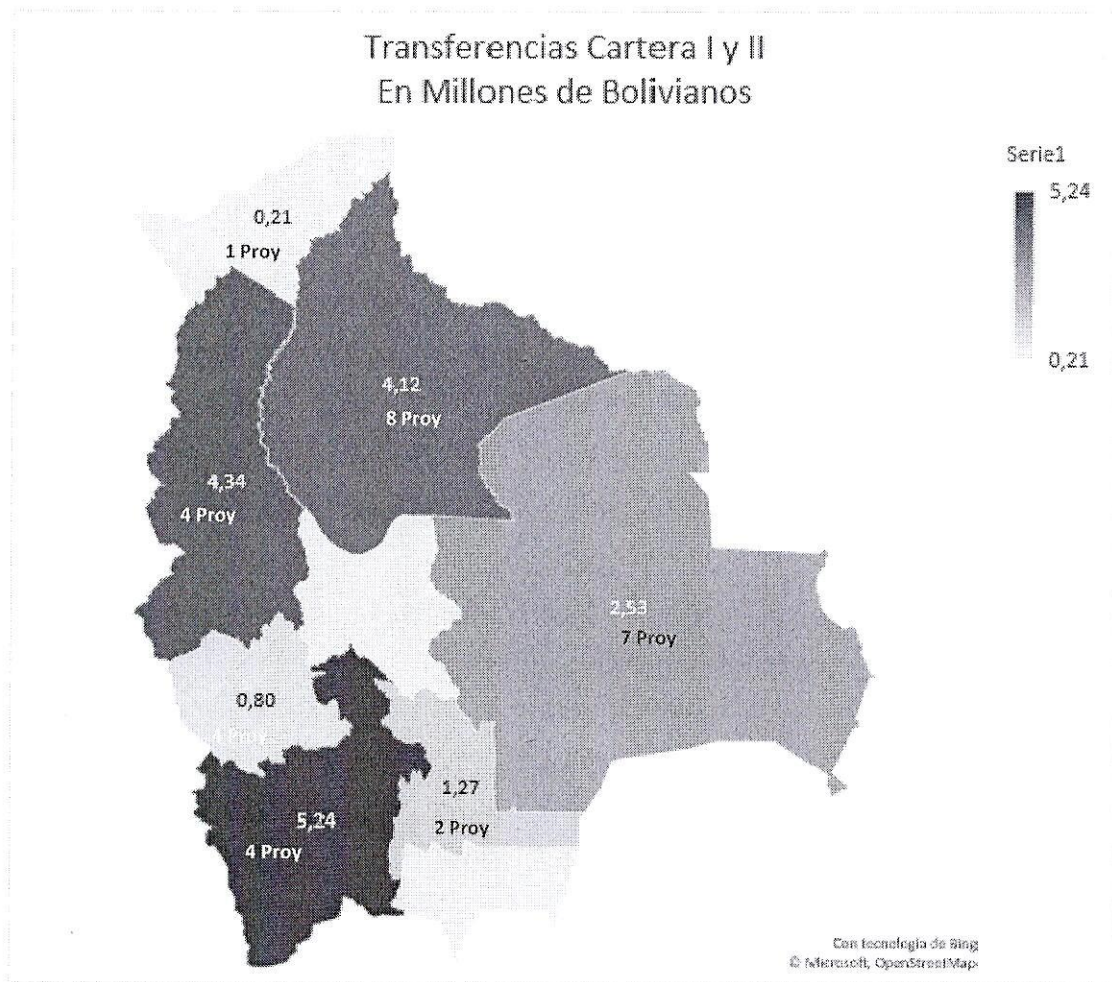 Transferencias Cartera I y II
En Millones de Bolivianos
Serie1
5,24
0,21
0,21
1 Proy
4,12
8 Proy
4,34
4 Proy
2,53
7 Proy
0,80
Proy
1,27
2 Proy
5,24
4 Proy
Con tecnología de Bing
© Microsoft, OpenStreetMap